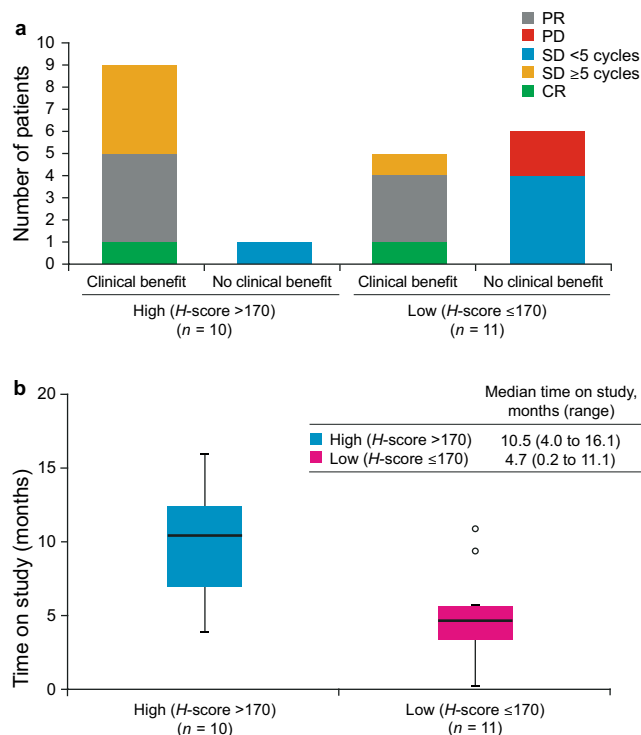 a
PR
PD
SD <5 cycles
SD ≥5 cycles
CR
Number of patients
10
9
8
7
6
5
4
3
2
1
0
Clinical benefit No clinical benefit Clinical benefit No clinical benefit
High (H-score >170) Low (H-score ≤170)
(n = 10) (n = 11)
b
Median time on study,
months (range)
High (H-score >170) 10.5 (4.0 to 16.1)
Low (H-score ≤170) 4.7 (0.2 to 11.1)
Time on study (months)
20
15
10
5
0
High (H-score >170) Low (H-score ≤170)
(n = 10) (n = 11)